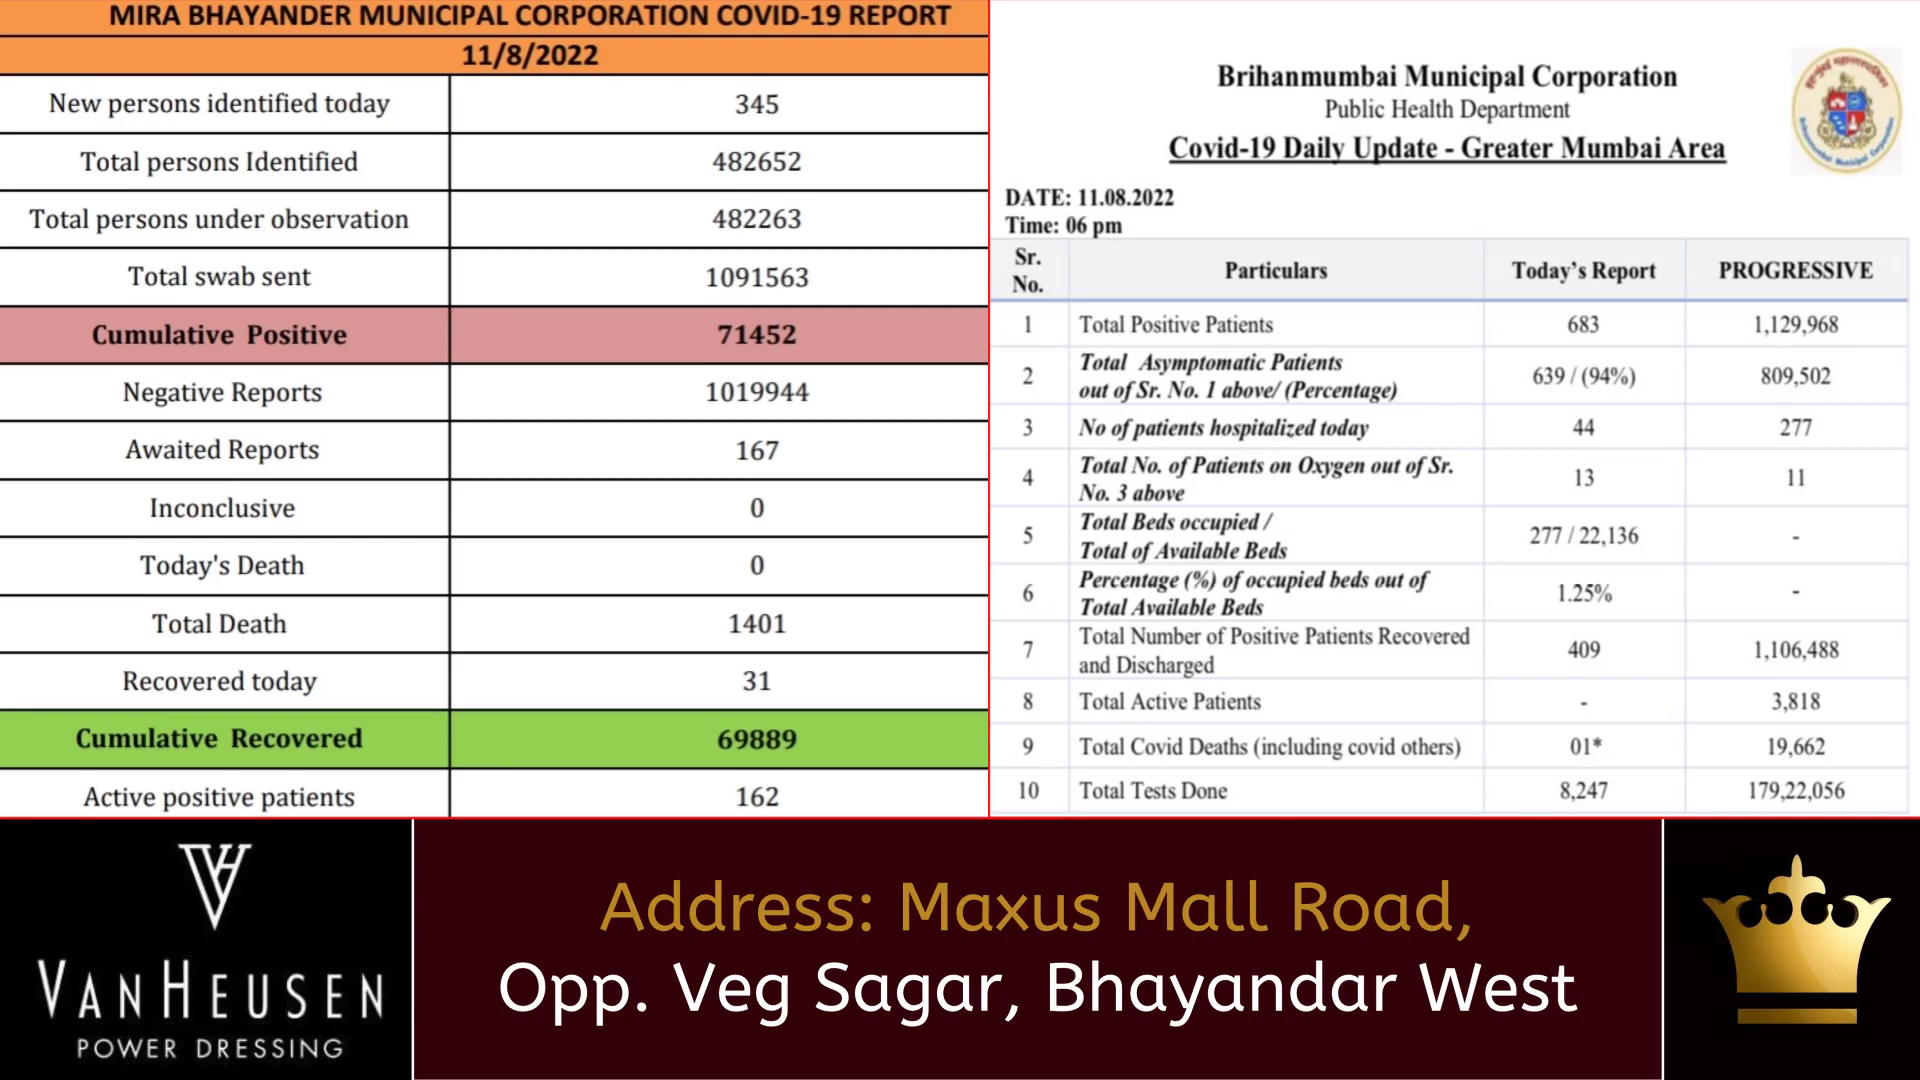 MIRA BHAYANDER MUNICIPAL CORPORATION COVID-19 REPORT
11/8/2022
New persons identified today 345
Total persons Identified 482652
Total persons under observation 482263
Total swab sent 1091563
Cumulative Positive 71452
Negative Reports 1019944
Awaited Reports 167
Inconclusive 0
Today's Death 0
Total Death 1401
Recovered today 31
Cumulative Recovered 69889
Active positive patients 162
Brihanmumbai Municipal Corporation
Public Health Department
Covid-19 Daily Update - Greater Mumbai Area
DATE: 11.08.2022
Time: 06 pm
Sr. No. Particulars Today's Report PROGRESSIVE
1 Total Positive Patients 683 1,129,968
2 Total Asymptomatic Patients
out of Sr. No. 1 above/ (Percentage) 639 / (94%) 809,502
3 No of patients hospitalized today 44 277
4 Total No. of Patients on Oxygen out of Sr.
No. 3 above 13 11
5 Total Beds occupied /
Total of Available Beds 277 / 22,136 -
6 Percentage (%) of occupied beds out of
Total Available Beds 1.25% -
7 Total Number of Positive Patients Recovered
and Discharged 409 1,106,488
8 Total Active Patients - 3,818
9 Total Covid Deaths (including covid others) 01* 19,662
10 Total Tests Done 8,247 179,22,056
VH
VAN HEUSEN
POWER DRESSING
Address: Maxus Mall Road,
Opp. Veg Sagar, Bhayandar West